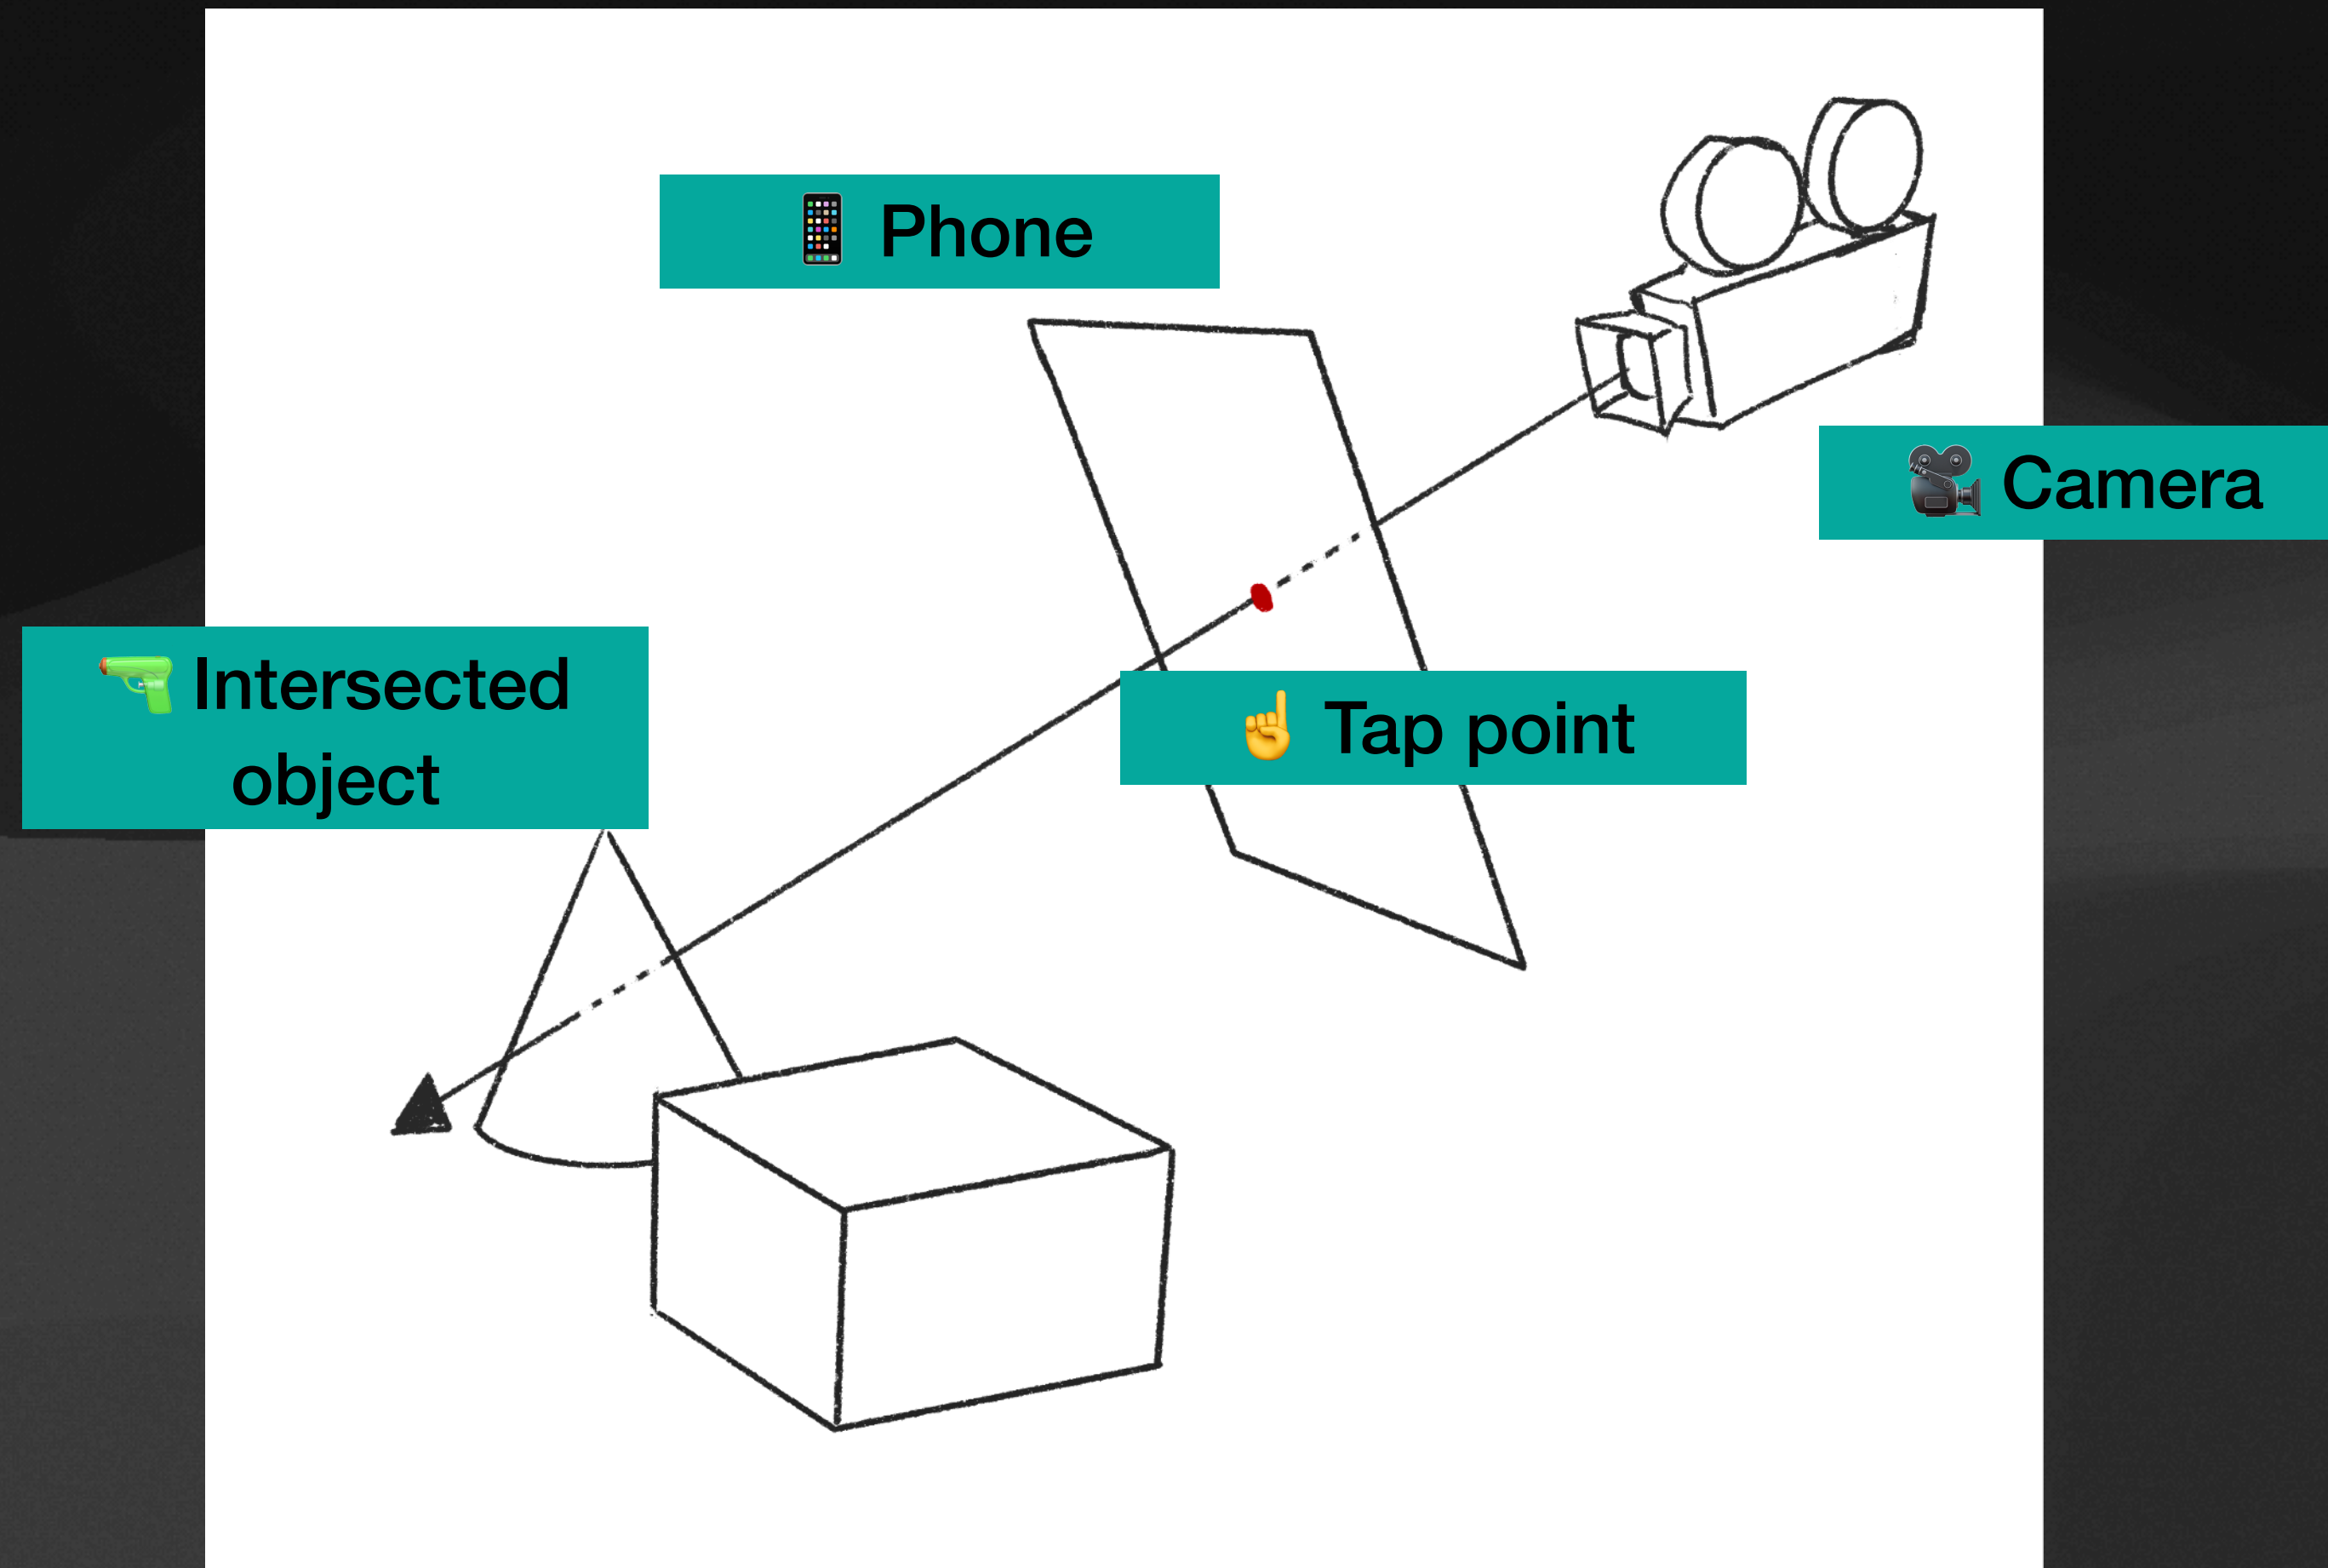 📱 Phone
🎥 Camera
🔫 Intersected
object
☝️ Tap point